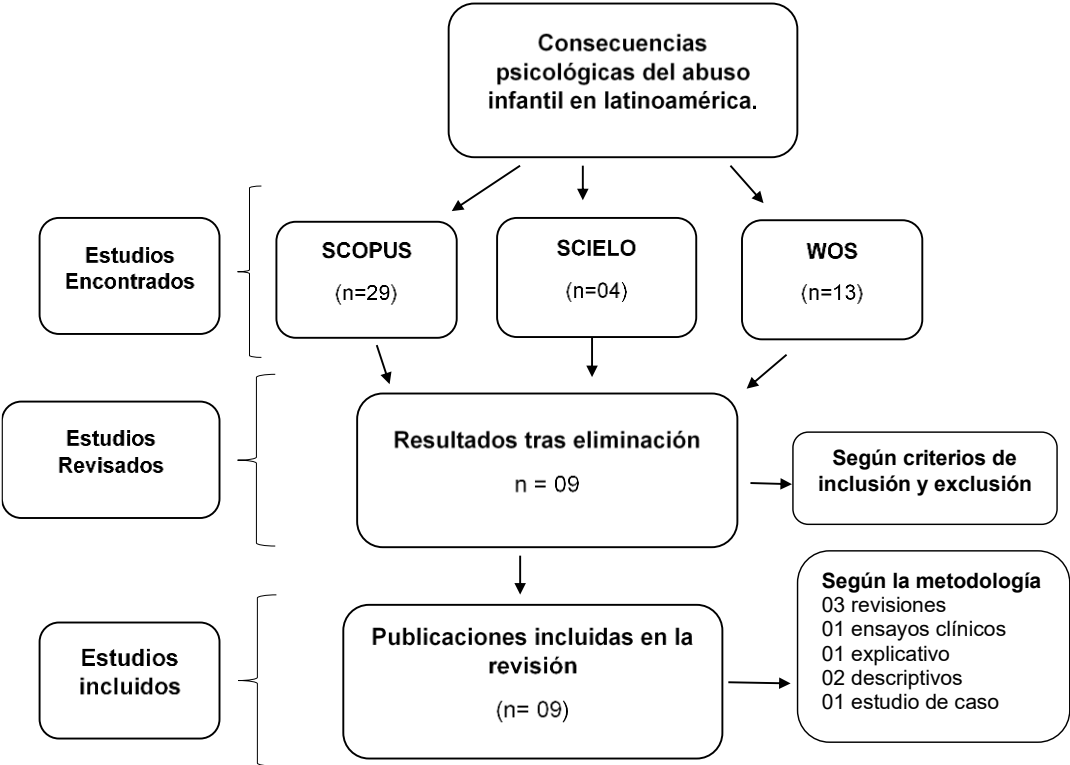 Consecuencias
psicológicas del abuso
infantil en latinoamérica.
Estudios
Encontrados
SCOPUS
(n=29)
SCIELO
(n=04)
WOS
(n=13)
Estudios
Revisados
Resultados tras eliminación
n = 09
Según criterios de
inclusión y exclusión
Estudios
incluidos
Publicaciones incluidas en la
revisión
(n= 09)
Según la metodología
03 revisiones
01 ensayos clínicos
01 explicativo
02 descriptivos
01 estudio de caso